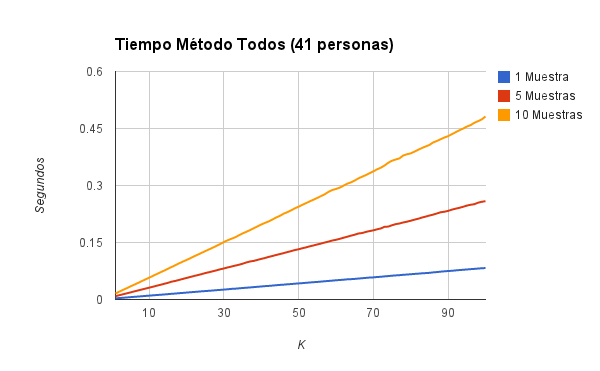 Tiempo Método Todos (41 personas)
0.6
0.45
0.3
0.15
0
Segundos
10
30
50
70
90
K
1 Muestra
5 Muestras
10 Muestras